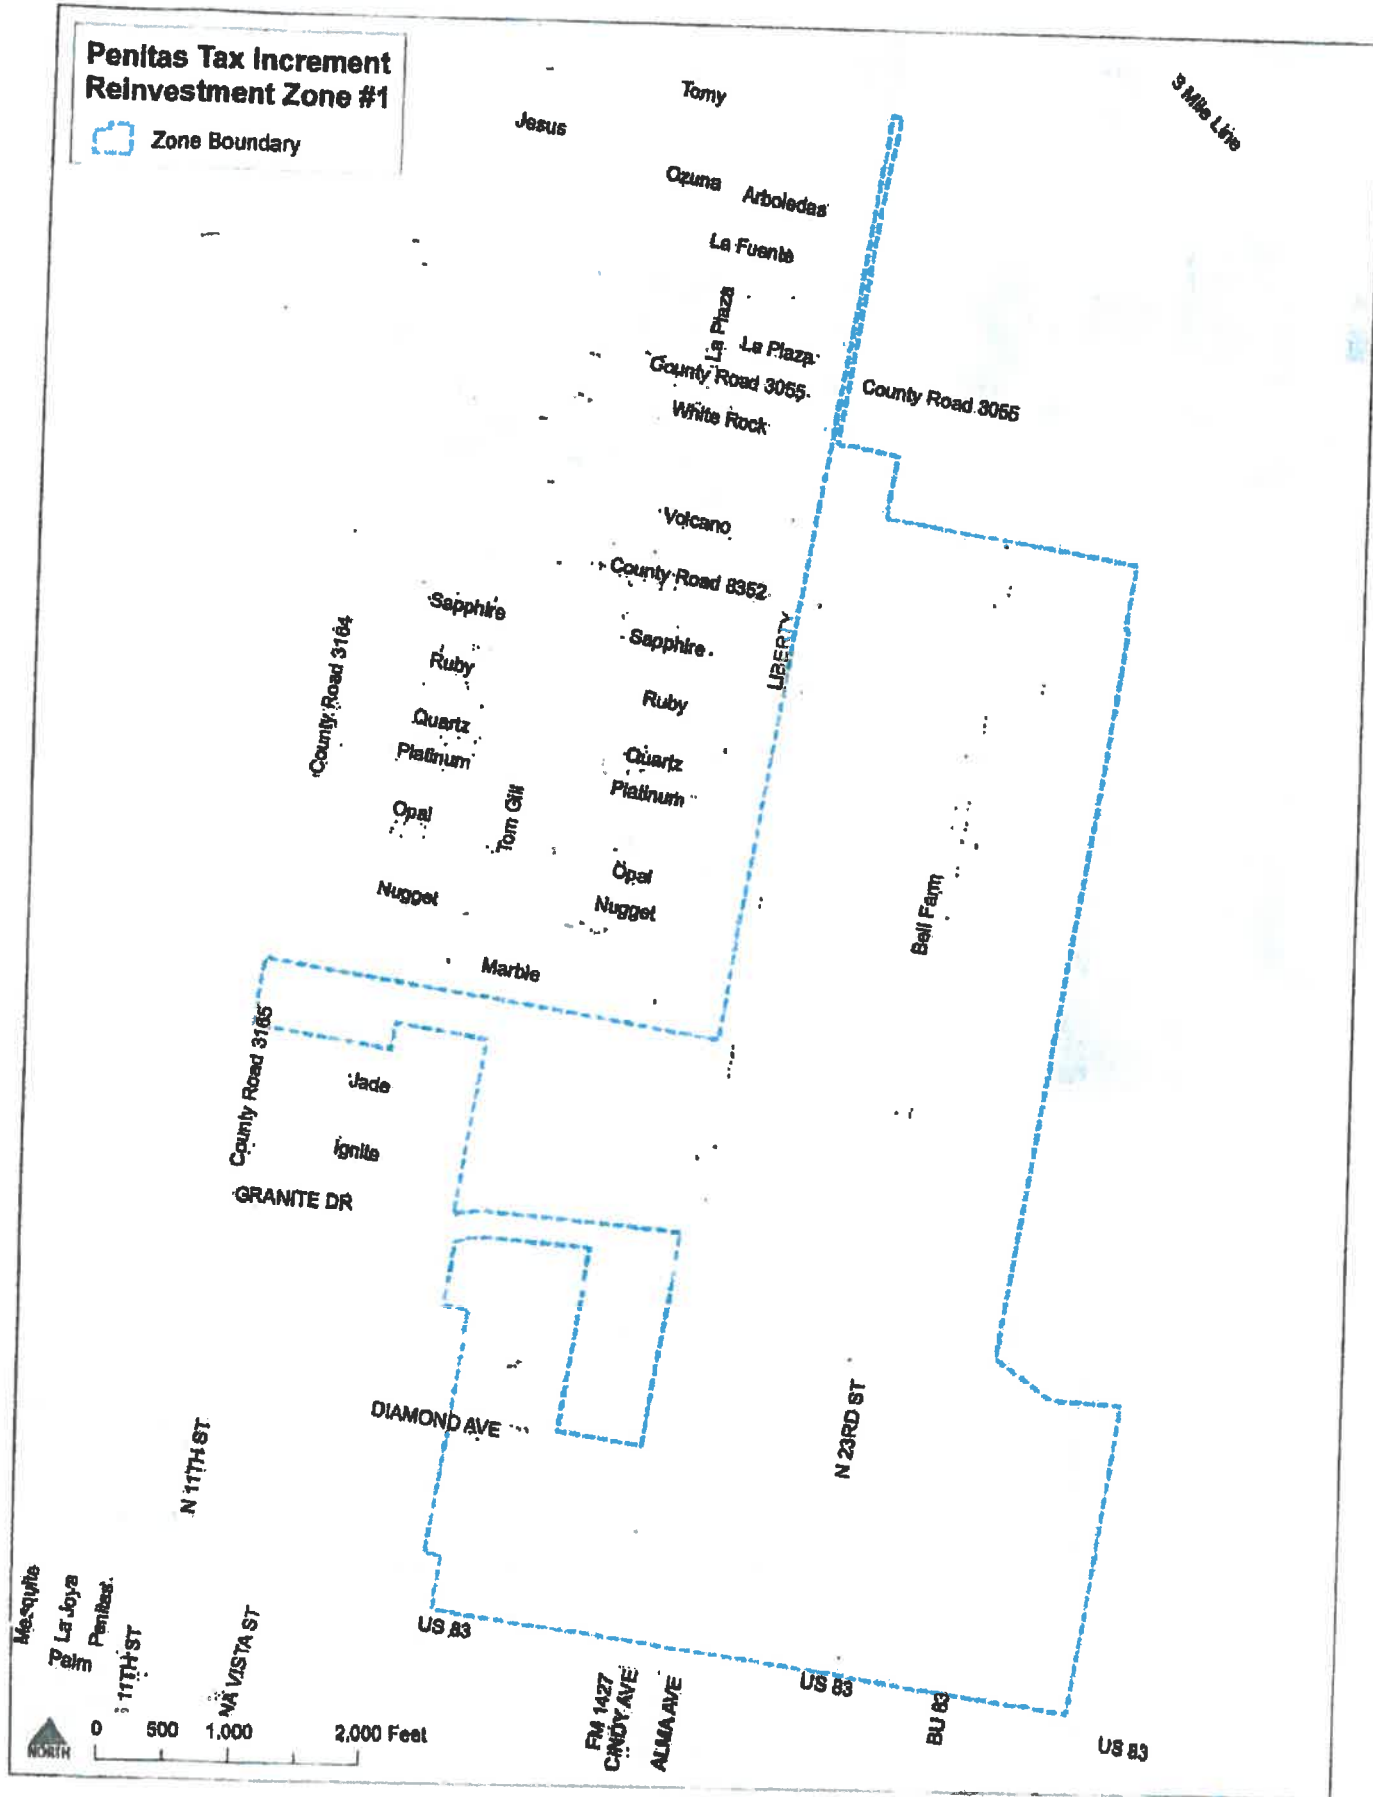 Penitas Tax Increment
Reinvestment Zone #1
Zone Boundary
Tomy
3 Mile Line
Jesus
Ozuna
Arboledas
La Fuente
La Plaza
La Plaza
County Road 3055
County Road 3055
White Rock
Volcano
County Road 8352
Sapphire
Sapphire
LIBERTY
County Road 3164
Ruby
Ruby
Quartz
Quartz
Platinum
Platinum
Opal
Tom Gill
Opal
Nugget
Nugget
Bell Farm
Marble
County Road 3165
Jade
Ignite
GRANITE DR
DIAMOND AVE
N 23RD ST
N 11TH ST
Mesquite
La Joya
Penitas
Palm
S 11TH ST
NA VISTA ST
US 83
FM 1427
CINDY AVE
ALMA AVE
US 83
BU 83
US 83
NORTH
0 500 1,000 2,000 Feet